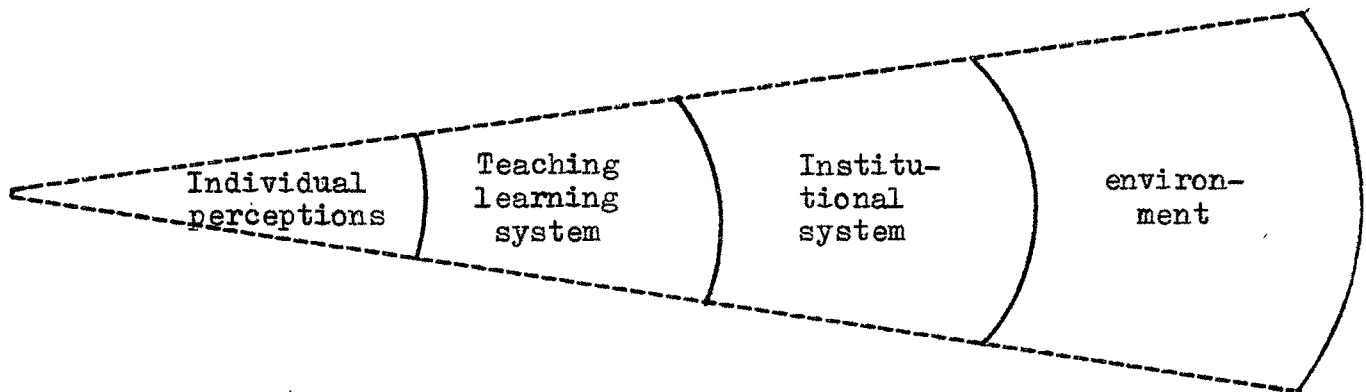 Individual
perceptions
Teaching
learning
system
Institu-
tional
system
environ-
ment